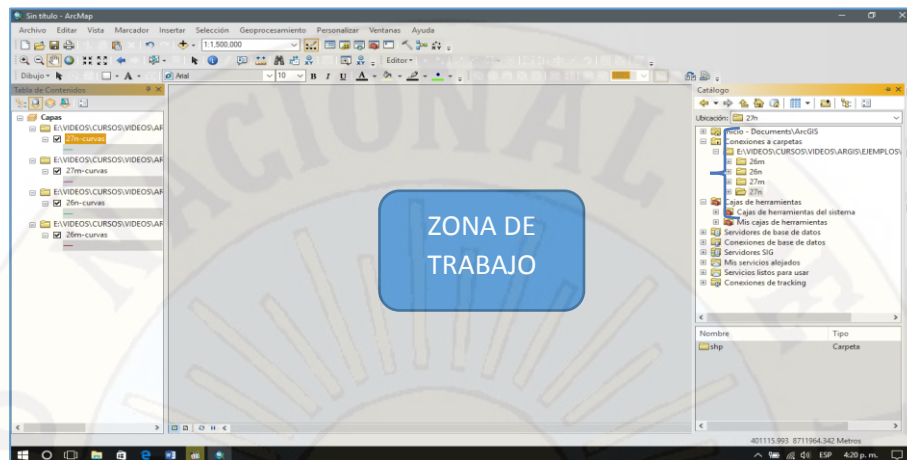 Sin título - ArcMap
Archivo Editar Vista Marcador Insertar Selección Geoprocesamiento Personalizar Ventanas Ayuda
1:1,500,000
Editor
Dibujo A Arial 10 B I U A
Tabla de Contenidos
Capas
E:\VIDEOS\CURSOS\VIDEOS\AR
27n-curvas
E:\VIDEOS\CURSOS\VIDEOS\AR
27m-curvas
E:\VIDEOS\CURSOS\VIDEOS\AR
26n-curvas
E:\VIDEOS\CURSOS\VIDEOS\AR
26m-curvas
NACIONAL
ZONA DE
TRABAJO
Catálogo
Ubicación: 27n
Inicio - Documents\ArcGIS
Conexiones a carpetas
E:\VIDEOS\CURSOS\VIDEOS\ARGIS\EJEMPLOS\
26m
26n
27m
27n
Cajas de herramientas
Cajas de herramientas del sistema
Mis cajas de herramientas
Servidores de base de datos
Conexiones de base de datos
Servidores SIG
Mis servicios alojados
Servicios listos para usar
Conexiones de tracking
Nombre Tipo
shp Carpeta
401115.993 8711964.342 Metros
ESP 4:20 p. m.